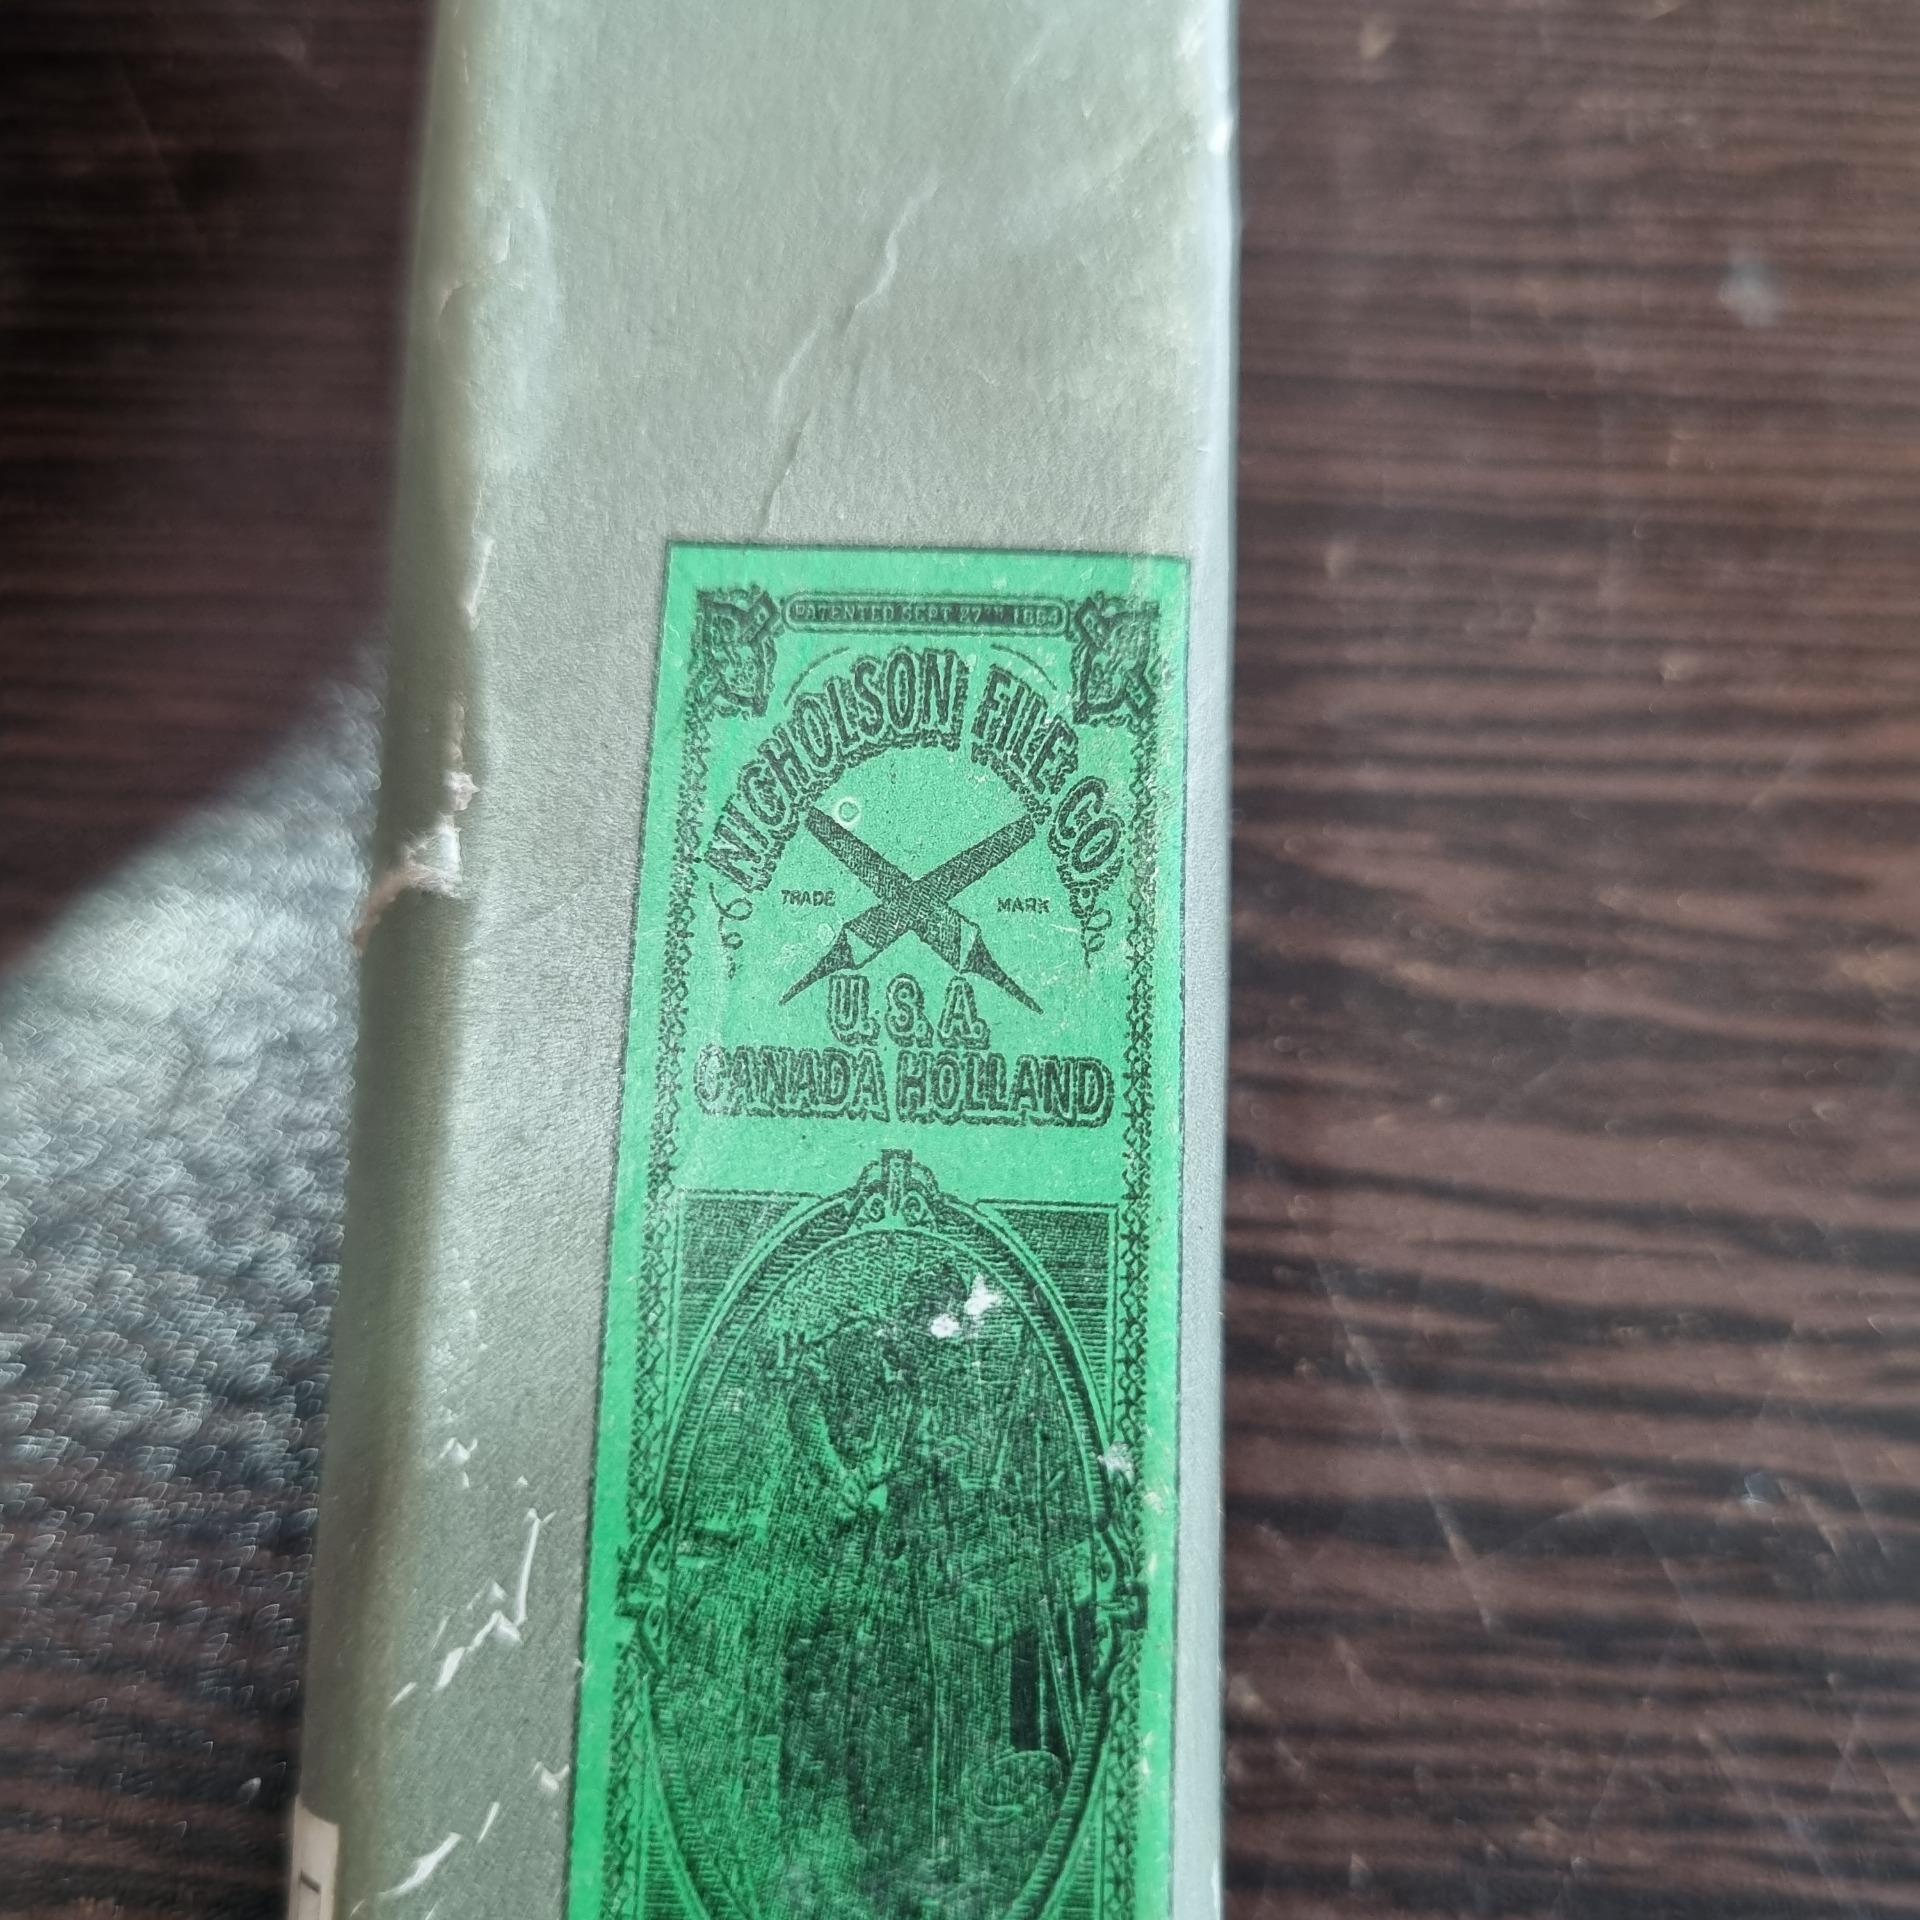 PATENTED SEPT 27TH 1864
NICHOLSON FILE CO
TRADE MARK
U.S.A.
CANADA HOLLAND